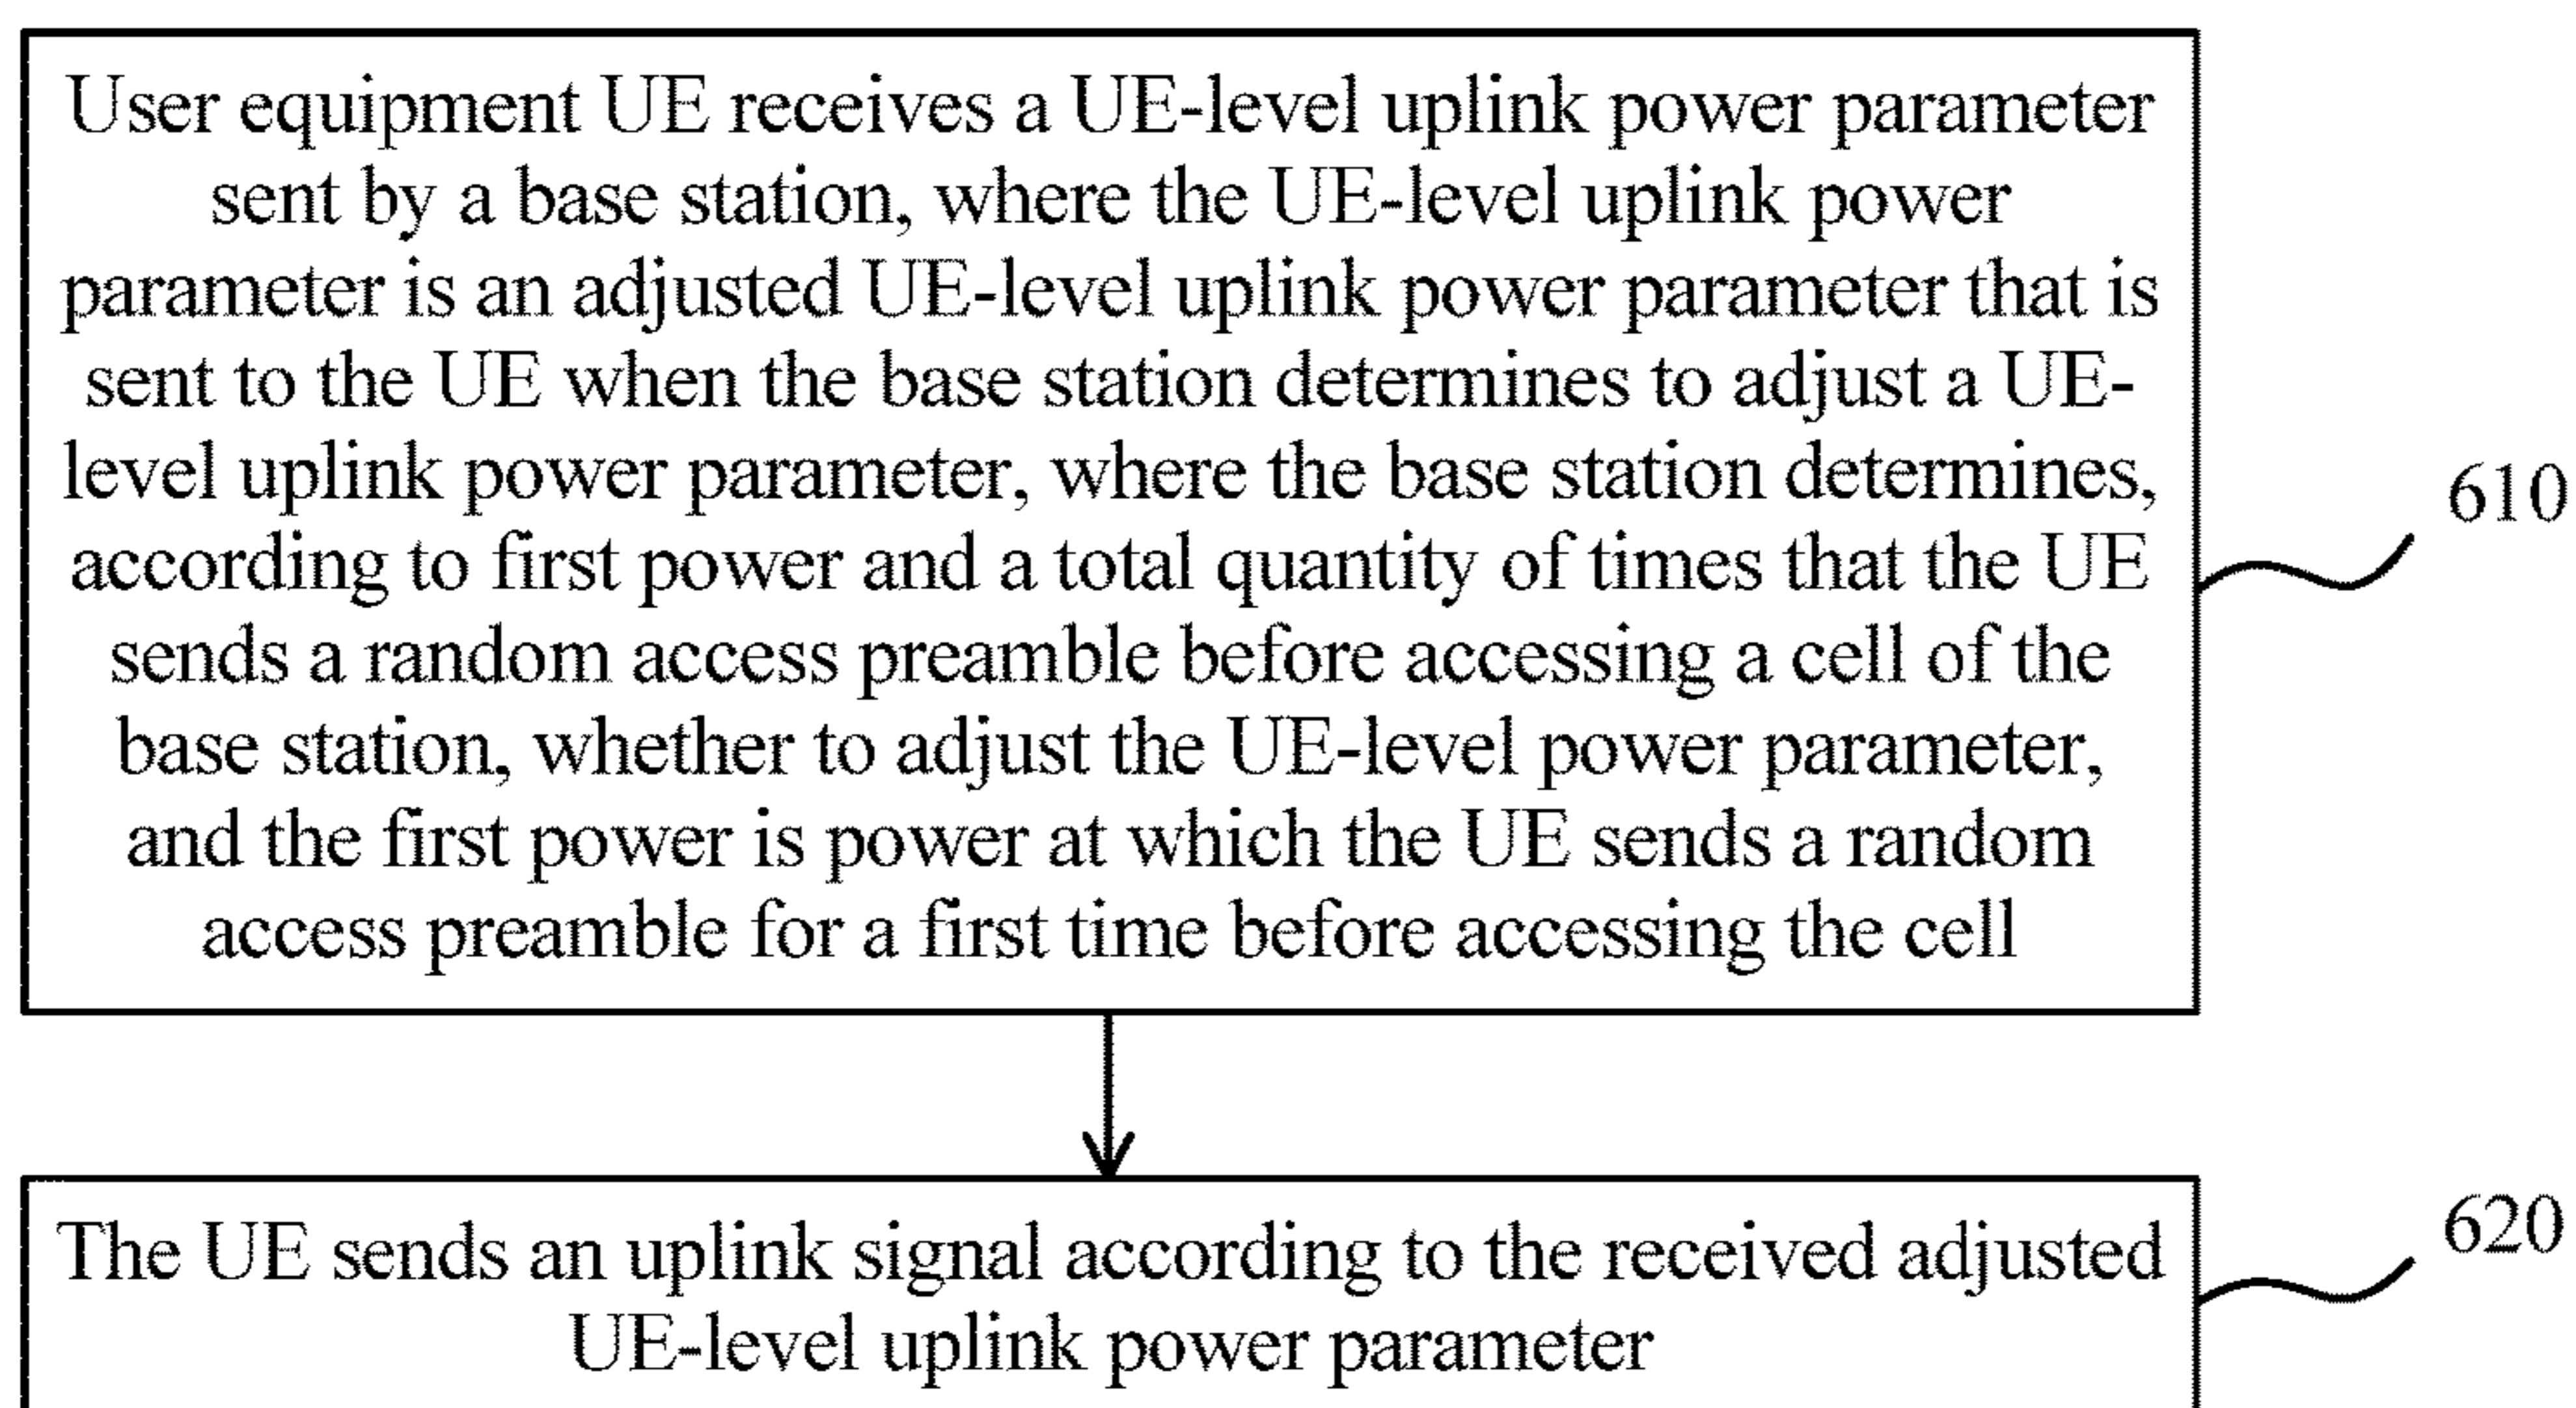 User equipment UE receives a UE-level uplink power parameter
sent by a base station, where the UE-level uplink power
parameter is an adjusted UE-level uplink power parameter that is
sent to the UE when the base station determines to adjust a UE-
level uplink power parameter, where the base station determines,
according to first power and a total quantity of times that the UE
sends a random access preamble before accessing a cell of the
base station, whether to adjust the UE-level power parameter,
and the first power is power at which the UE sends a random
access preamble for a first time before accessing the cell
610
The UE sends an uplink signal according to the received adjusted
UE-level uplink power parameter
620